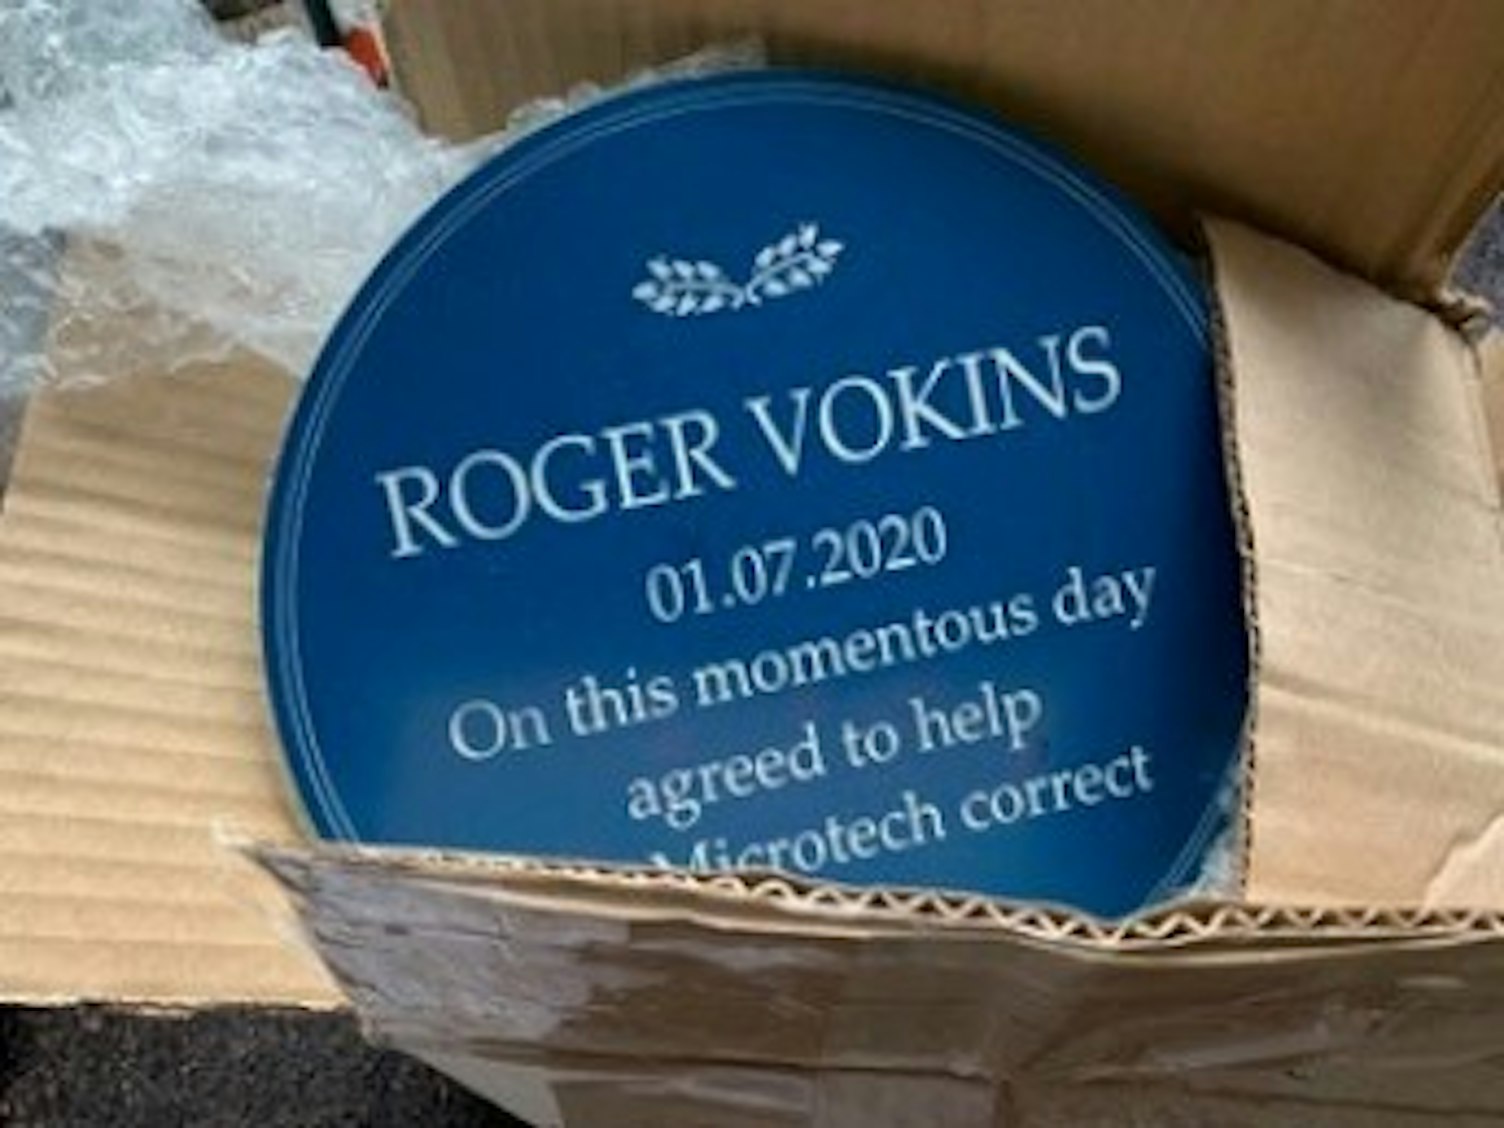 ROGER VOKINS
01.07.2020
On this momentous day
agreed to help
Microtech correct